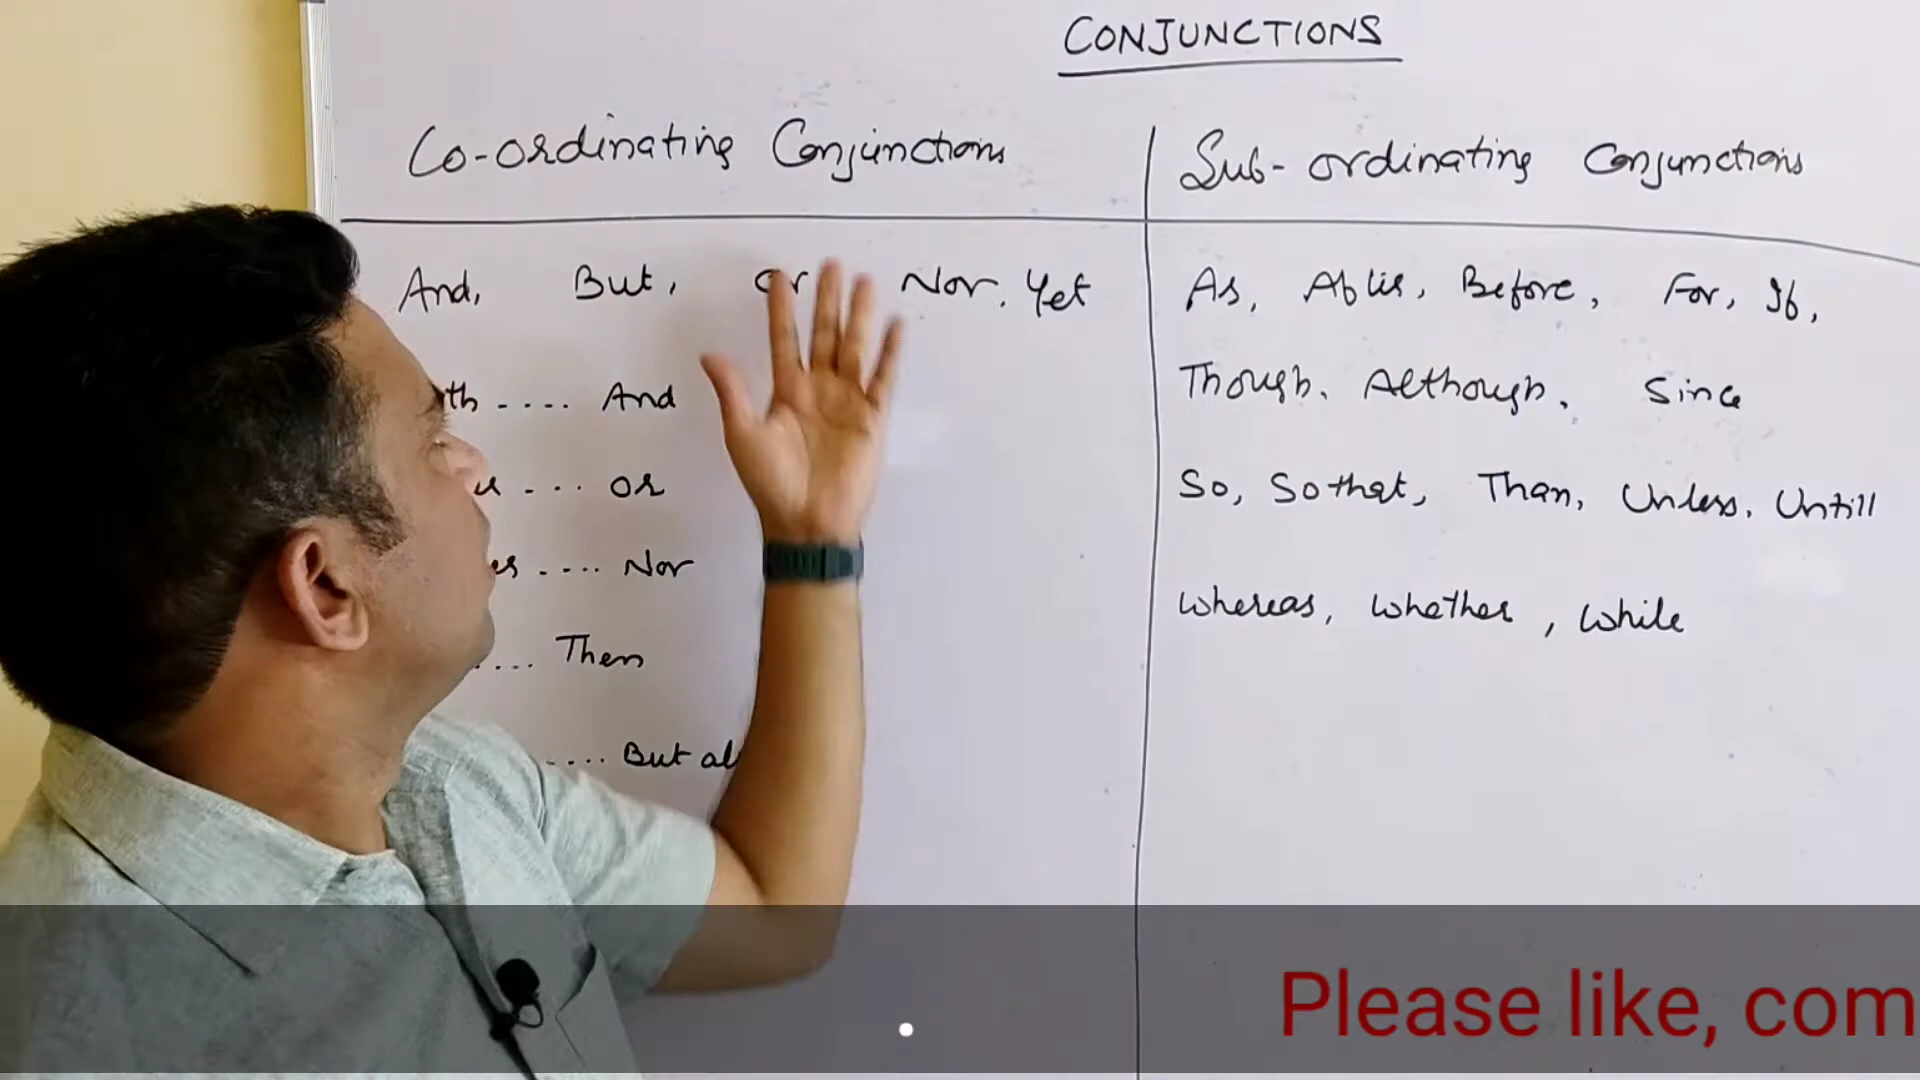 CONJUNCTIONS
Co-ordinating Conjunctions
Sub-ordinating Conjunctions
And, But, or Nor. Yet
As, After, Before, For, If,
Though. Although. Since
So, So that, Than, Unless. Untill
Whereas, Whether, While
.... And
.... or
.... Nor
.... Then
.... But
Please like, com